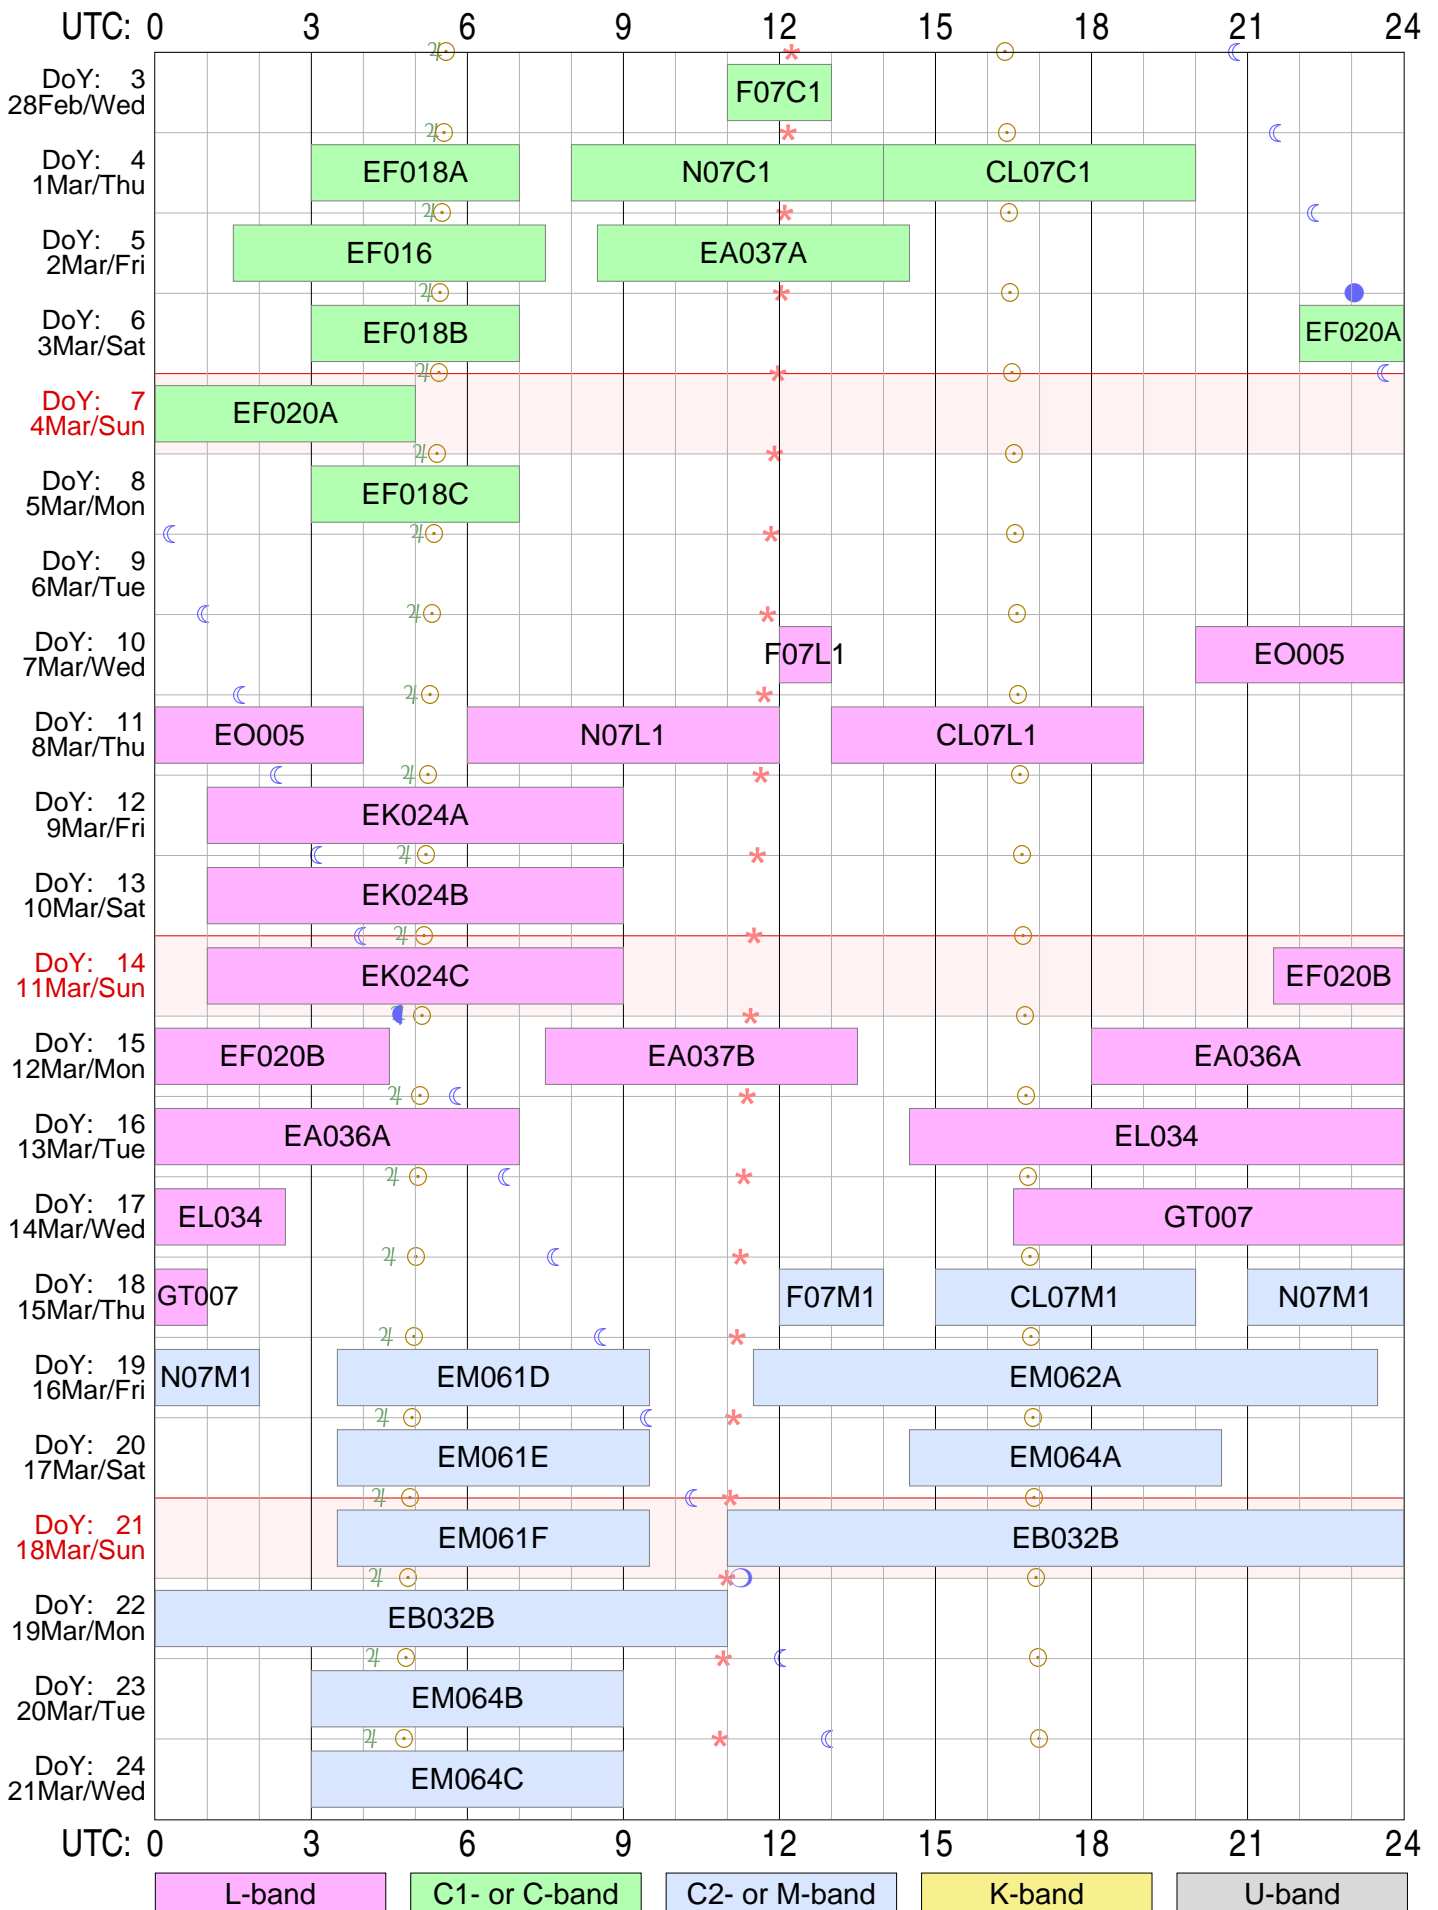 UTC: 0 3 6 9 12 15 18 21 24
DoY: 3
28Feb/Wed
F07C1
DoY: 4
1Mar/Thu
EF018A N07C1 CL07C1
DoY: 5
2Mar/Fri
EF016 EA037A
DoY: 6
3Mar/Sat
EF018B EF020A
DoY: 7
4Mar/Sun
EF020A
DoY: 8
5Mar/Mon
EF018C
DoY: 9
6Mar/Tue
DoY: 10
7Mar/Wed
F07L1 EO005
DoY: 11
8Mar/Thu
EO005 N07L1 CL07L1
DoY: 12
9Mar/Fri
EK024A
DoY: 13
10Mar/Sat
EK024B
DoY: 14
11Mar/Sun
EK024C EF020B
DoY: 15
12Mar/Mon
EF020B EA037B EA036A
DoY: 16
13Mar/Tue
EA036A EL034
DoY: 17
14Mar/Wed
EL034 GT007
DoY: 18
15Mar/Thu
GT007 F07M1 CL07M1 N07M1
DoY: 19
16Mar/Fri
N07M1 EM061D EM062A
DoY: 20
17Mar/Sat
EM061E EM064A
DoY: 21
18Mar/Sun
EM061F EB032B
DoY: 22
19Mar/Mon
EB032B
DoY: 23
20Mar/Tue
EM064B
DoY: 24
21Mar/Wed
EM064C
UTC: 0 3 6 9 12 15 18 21 24
L-band C1- or C-band C2- or M-band K-band U-band